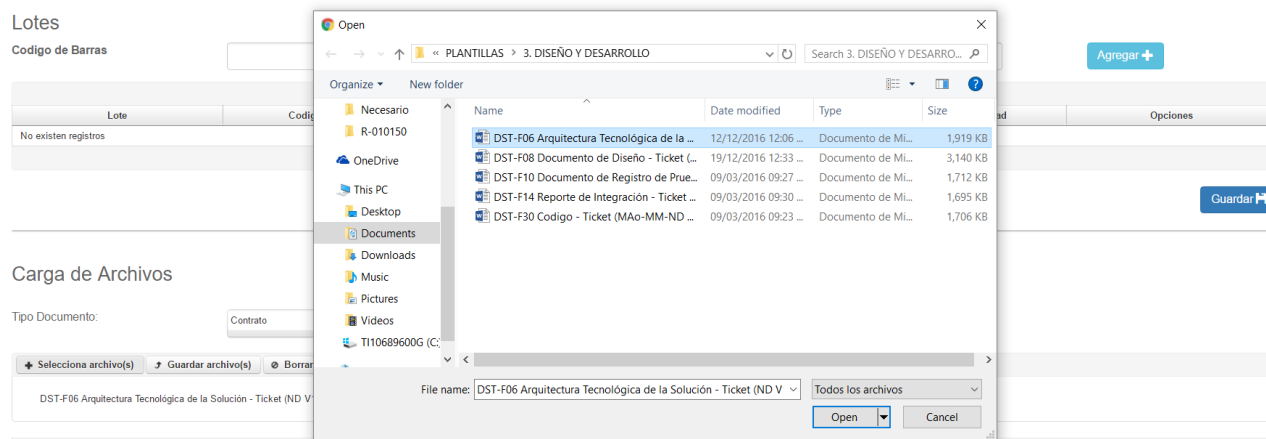 Lotes
Codigo de Barras
Agregar
Lote
Opciones
No existen registros
Guardar
Carga de Archivos
Tipo Documento:
Contrato
Selecciona archivo(s) Guardar archivo(s) Borrar
DST-F06 Arquitectura Tecnológica de la Solución - Ticket (ND V
Open
« PLANTILLAS > 3. DISEÑO Y DESARROLLO
Search 3. DISEÑO Y DESARRO...
Organize New folder
Necesario
R-010150
OneDrive
This PC
Desktop
Documents
Downloads
Music
Pictures
Videos
TI10689600G (C:
Name Date modified Type Size
DST-F06 Arquitectura Tecnológica de la ... 12/12/2016 12:06 ... Documento de Mi... 1,919 KB
DST-F08 Documento de Diseño - Ticket (... 19/12/2016 12:33 ... Documento de Mi... 3,140 KB
DST-F10 Documento de Registro de Prue... 09/03/2016 09:27 ... Documento de Mi... 1,712 KB
DST-F14 Reporte de Integración - Ticket ... 09/03/2016 09:30 ... Documento de Mi... 1,695 KB
DST-F30 Codigo - Ticket (MAo-MM-ND ... 09/03/2016 09:23 ... Documento de Mi... 1,706 KB
File name: DST-F06 Arquitectura Tecnológica de la Solución - Ticket (ND V
Todos los archivos
Open Cancel